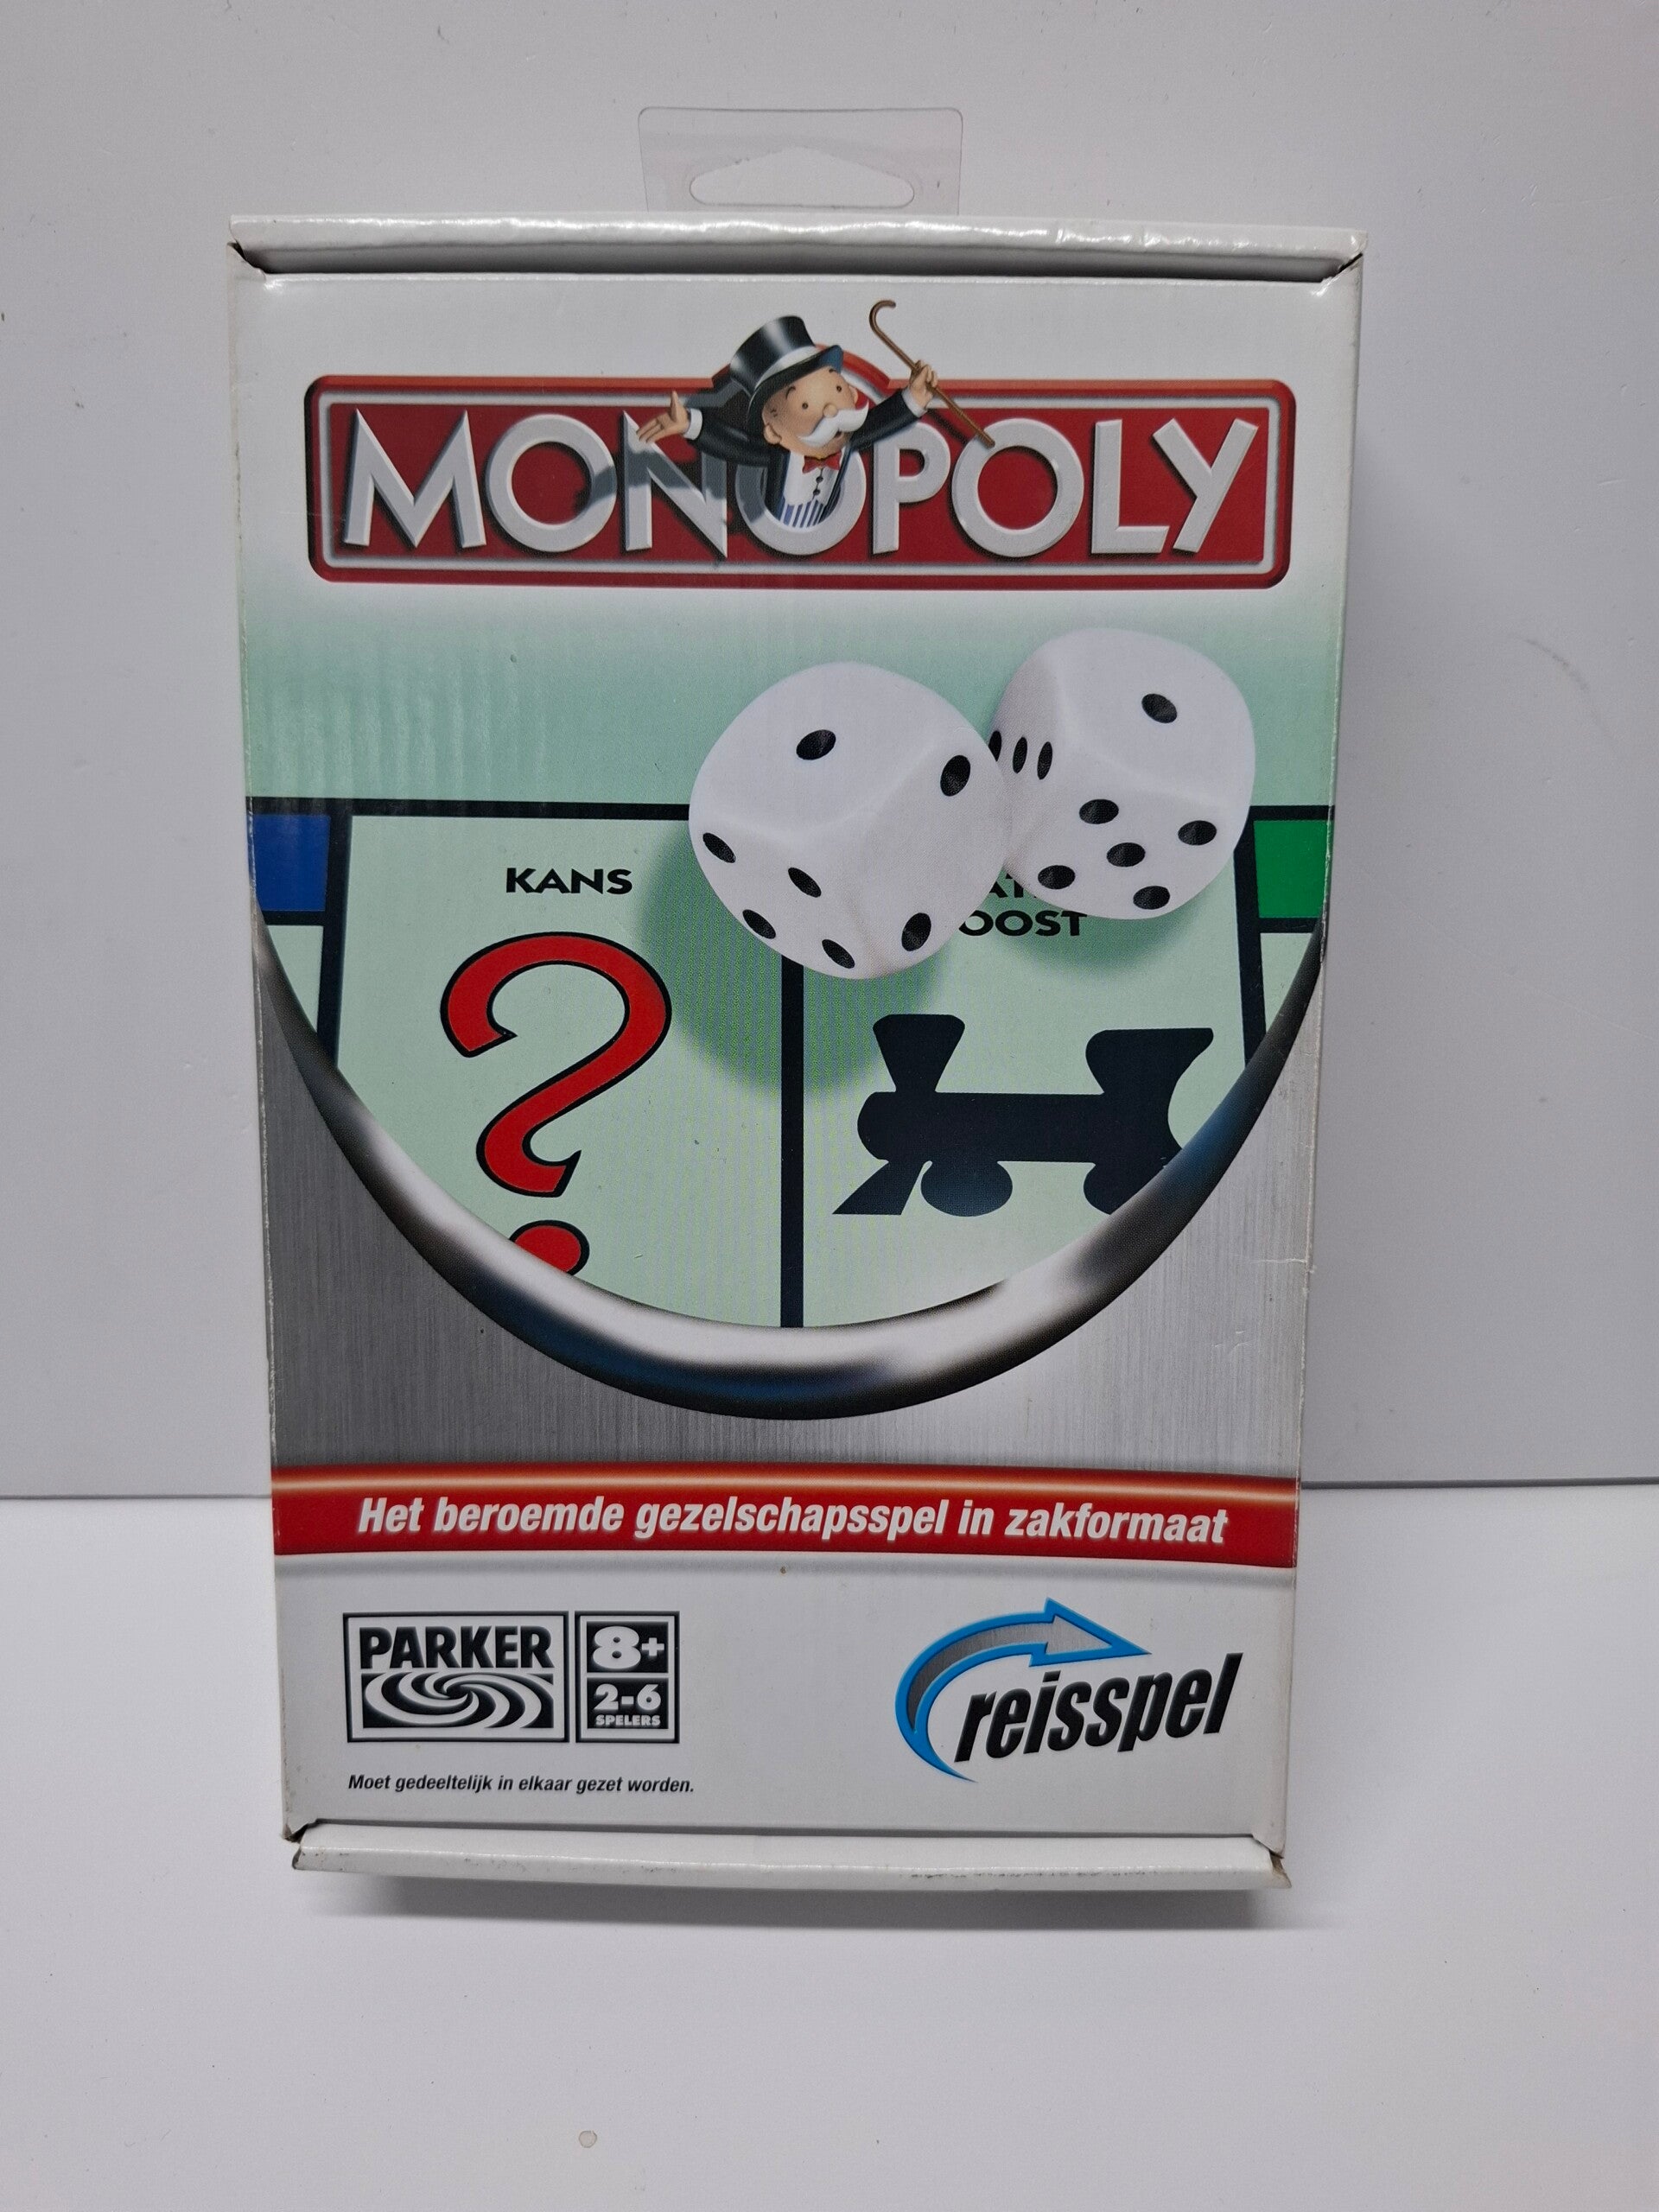 MONOPOLY
KANS
OOST
Het beroemde gezelschapsspel in zakformaat
PARKER
8+
2-6
SPELERS
reisspel
Moet gedeeltelijk in elkaar gezet worden.